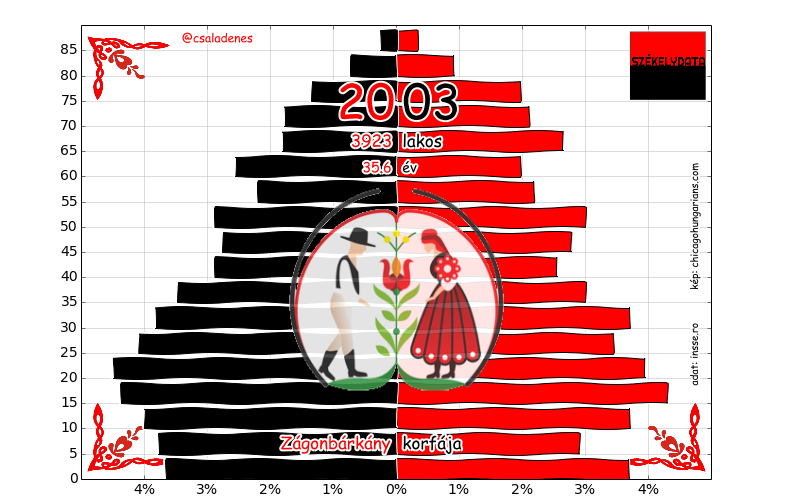 @csaladenes
SZÉKELYDATA
2003
3923 lakos
35.6 év
kép: chicagohungarians.com
adat: insse.ro
Zágonbárkány korfája
85
80
75
70
65
60
55
50
45
40
35
30
25
20
15
10
5
0
4% 3% 2% 1% 0% 1% 2% 3% 4%